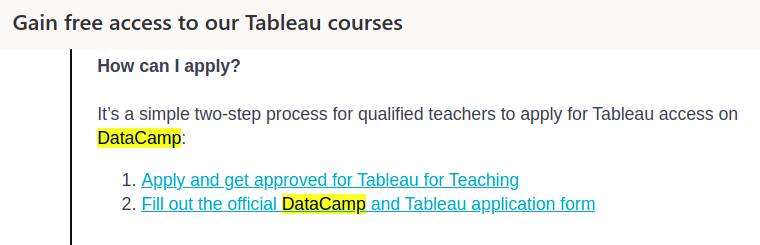 Gain free access to our Tableau courses
How can I apply?
It's a simple two-step process for qualified teachers to apply for Tableau access on
DataCamp:
1. Apply and get approved for Tableau for Teaching
2. Fill out the official DataCamp and Tableau application form